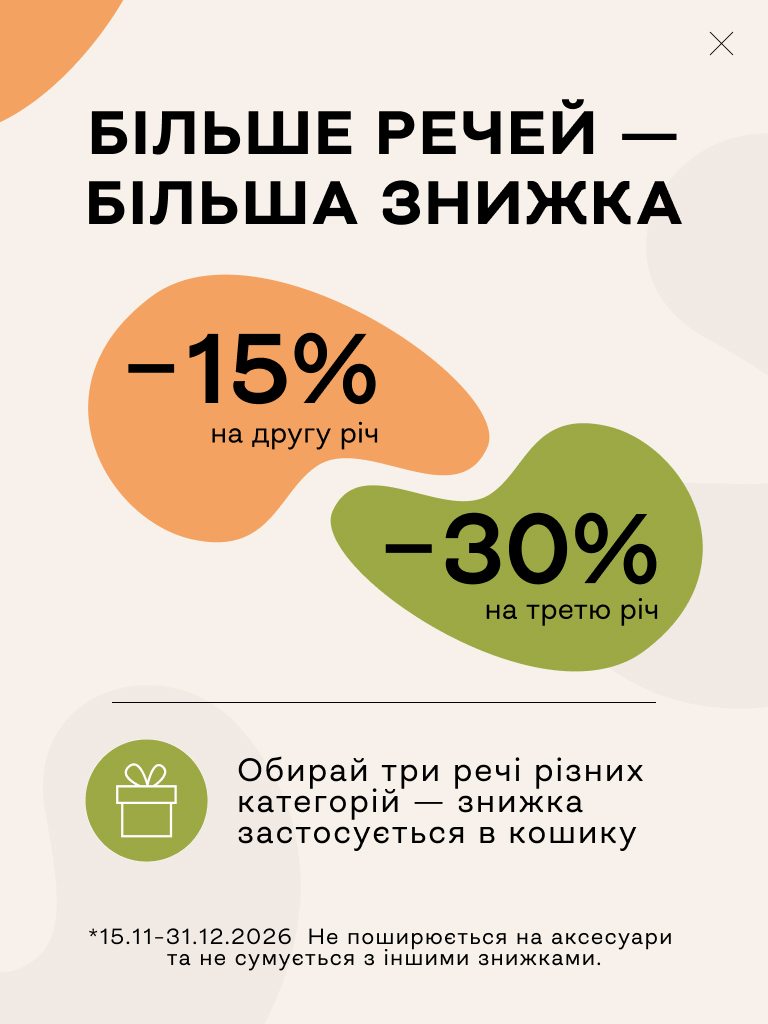 БІЛЬШЕ РЕЧЕЙ —
БІЛЬША ЗНИЖКА
–15%
на другу річ
–30%
на третю річ
Обирай три речі різних
категорій — знижка
застосується в кошику
*15.11-31.12.2026 Не поширюється на аксесуари
та не сумується з іншими знижками.